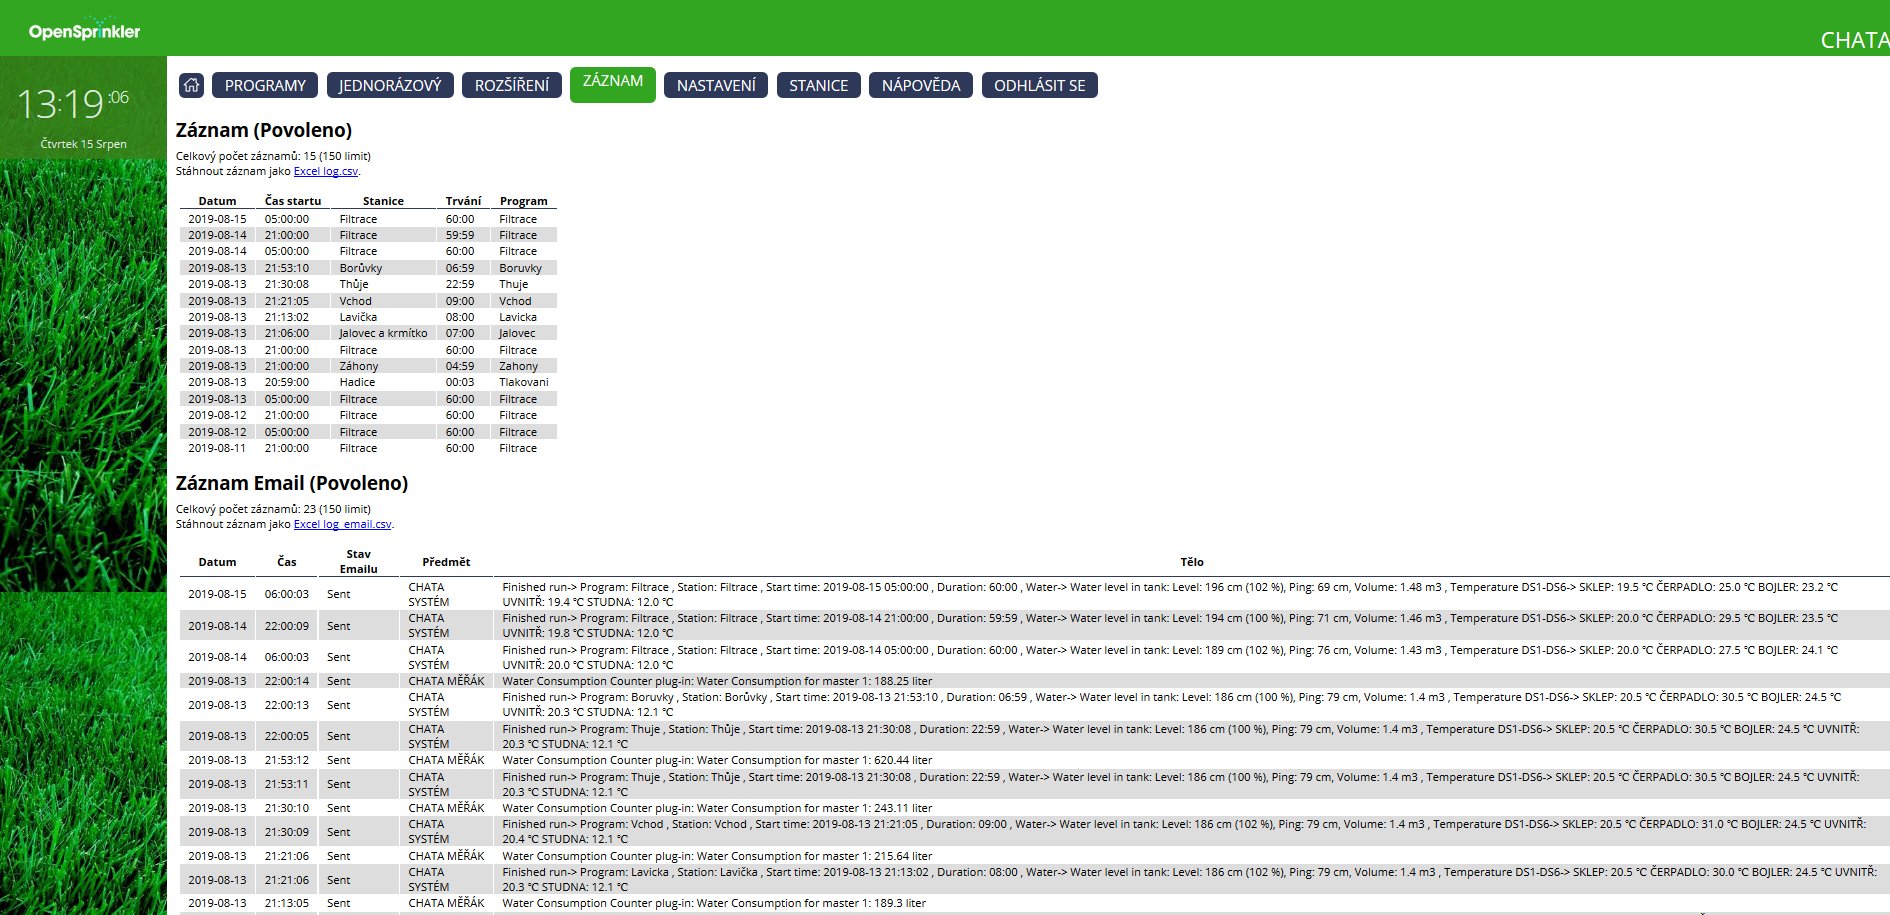 OpenSprinkler
CHATA
13:19 :06
Čtvrtek 15 Srpen
PROGRAMY JEDNORÁZOVÝ ROZŠÍŘENÍ ZÁZNAM NASTAVENÍ STANICE NÁPOVĚDA ODHLÁSIT SE
Záznam (Povoleno)
Celkový počet záznamů: 15 (150 limit)
Stáhnout záznam jako Excel log.csv.
Datum Čas startu Stanice Trvání Program
2019-08-15 05:00:00 Filtrace 60:00 Filtrace
2019-08-14 21:00:00 Filtrace 59:59 Filtrace
2019-08-14 05:00:00 Filtrace 60:00 Filtrace
2019-08-13 21:53:10 Borůvky 06:59 Boruvky
2019-08-13 21:30:08 Thůje 22:59 Thuje
2019-08-13 21:21:05 Vchod 09:00 Vchod
2019-08-13 21:13:02 Lavička 08:00 Lavicka
2019-08-13 21:06:00 Jalovec a krmítko 07:00 Jalovec
2019-08-13 21:00:00 Filtrace 60:00 Filtrace
2019-08-13 21:00:00 Záhony 04:59 Zahony
2019-08-13 20:59:00 Hadice 00:03 Tlakovani
2019-08-13 05:00:00 Filtrace 60:00 Filtrace
2019-08-12 21:00:00 Filtrace 60:00 Filtrace
2019-08-12 05:00:00 Filtrace 60:00 Filtrace
2019-08-11 21:00:00 Filtrace 60:00 Filtrace
Záznam Email (Povoleno)
Celkový počet záznamů: 23 (150 limit)
Stáhnout záznam jako Excel log_email.csv.
Datum Čas Stav Emailu Předmět Tělo
2019-08-15 06:00:03 Sent CHATA SYSTÉM Finished run-> Program: Filtrace , Station: Filtrace , Start time: 2019-08-15 05:00:00 , Duration: 60:00 , Water-> Water level in tank: Level: 196 cm (102 %), Ping: 69 cm, Volume: 1.48 m3 , Temperature DS1-DS6-> SKLEP: 19.5 ℃ ČERPADLO: 25.0 ℃ BOJLER: 23.2 ℃
UVNITŘ: 19.4 ℃ STUDNA: 12.0 ℃
2019-08-14 22:00:09 Sent CHATA SYSTÉM Finished run-> Program: Filtrace , Station: Filtrace , Start time: 2019-08-14 21:00:00 , Duration: 59:59 , Water-> Water level in tank: Level: 194 cm (100 %), Ping: 71 cm, Volume: 1.46 m3 , Temperature DS1-DS6-> SKLEP: 20.0 ℃ ČERPADLO: 29.5 ℃ BOJLER: 23.5 ℃
UVNITŘ: 19.8 ℃ STUDNA: 12.0 ℃
2019-08-14 06:00:03 Sent CHATA SYSTÉM Finished run-> Program: Filtrace , Station: Filtrace , Start time: 2019-08-14 05:00:00 , Duration: 60:00 , Water-> Water level in tank: Level: 189 cm (102 %), Ping: 76 cm, Volume: 1.43 m3 , Temperature DS1-DS6-> SKLEP: 20.0 ℃ ČERPADLO: 27.5 ℃ BOJLER: 24.1 ℃
UVNITŘ: 20.0 ℃ STUDNA: 12.0 ℃
2019-08-13 22:00:14 Sent CHATA MĚŘÁK Water Consumption Counter plug-in: Water Consumption for master 1: 188.25 liter
2019-08-13 22:00:13 Sent CHATA SYSTÉM Finished run-> Program: Boruvky , Station: Borůvky , Start time: 2019-08-13 21:53:10 , Duration: 06:59 , Water-> Water level in tank: Level: 186 cm (100 %), Ping: 79 cm, Volume: 1.4 m3 , Temperature DS1-DS6-> SKLEP: 20.5 ℃ ČERPADLO: 30.5 ℃ BOJLER: 24.5 ℃
UVNITŘ: 20.3 ℃ STUDNA: 12.1 ℃
2019-08-13 22:00:05 Sent CHATA SYSTÉM Finished run-> Program: Thuje , Station: Thůje , Start time: 2019-08-13 21:30:08 , Duration: 22:59 , Water-> Water level in tank: Level: 186 cm (100 %), Ping: 79 cm, Volume: 1.4 m3 , Temperature DS1-DS6-> SKLEP: 20.5 ℃ ČERPADLO: 30.5 ℃ BOJLER: 24.5 ℃ UVNITŘ:
20.3 ℃ STUDNA: 12.1 ℃
2019-08-13 21:53:12 Sent CHATA MĚŘÁK Water Consumption Counter plug-in: Water Consumption for master 1: 620.44 liter
2019-08-13 21:53:11 Sent CHATA SYSTÉM Finished run-> Program: Thuje , Station: Thůje , Start time: 2019-08-13 21:30:08 , Duration: 22:59 , Water-> Water level in tank: Level: 186 cm (100 %), Ping: 79 cm, Volume: 1.4 m3 , Temperature DS1-DS6-> SKLEP: 20.5 ℃ ČERPADLO: 30.5 ℃ BOJLER: 24.5 ℃ UVNITŘ:
20.3 ℃ STUDNA: 12.1 ℃
2019-08-13 21:30:10 Sent CHATA MĚŘÁK Water Consumption Counter plug-in: Water Consumption for master 1: 243.11 liter
2019-08-13 21:30:09 Sent CHATA SYSTÉM Finished run-> Program: Vchod , Station: Vchod , Start time: 2019-08-13 21:21:05 , Duration: 09:00 , Water-> Water level in tank: Level: 186 cm (102 %), Ping: 79 cm, Volume: 1.4 m3 , Temperature DS1-DS6-> SKLEP: 20.5 ℃ ČERPADLO: 31.0 ℃ BOJLER: 24.5 ℃ UVNITŘ:
20.4 ℃ STUDNA: 12.1 ℃
2019-08-13 21:21:06 Sent CHATA MĚŘÁK Water Consumption Counter plug-in: Water Consumption for master 1: 215.64 liter
2019-08-13 21:21:06 Sent CHATA SYSTÉM Finished run-> Program: Lavicka , Station: Lavička , Start time: 2019-08-13 21:13:02 , Duration: 08:00 , Water-> Water level in tank: Level: 186 cm (102 %), Ping: 79 cm, Volume: 1.4 m3 , Temperature DS1-DS6-> SKLEP: 20.5 ℃ ČERPADLO: 30.0 ℃ BOJLER: 24.5 ℃ UVNITŘ:
20.3 ℃ STUDNA: 12.1 ℃
2019-08-13 21:13:05 Sent CHATA MĚŘÁK Water Consumption Counter plug-in: Water Consumption for master 1: 189.3 liter